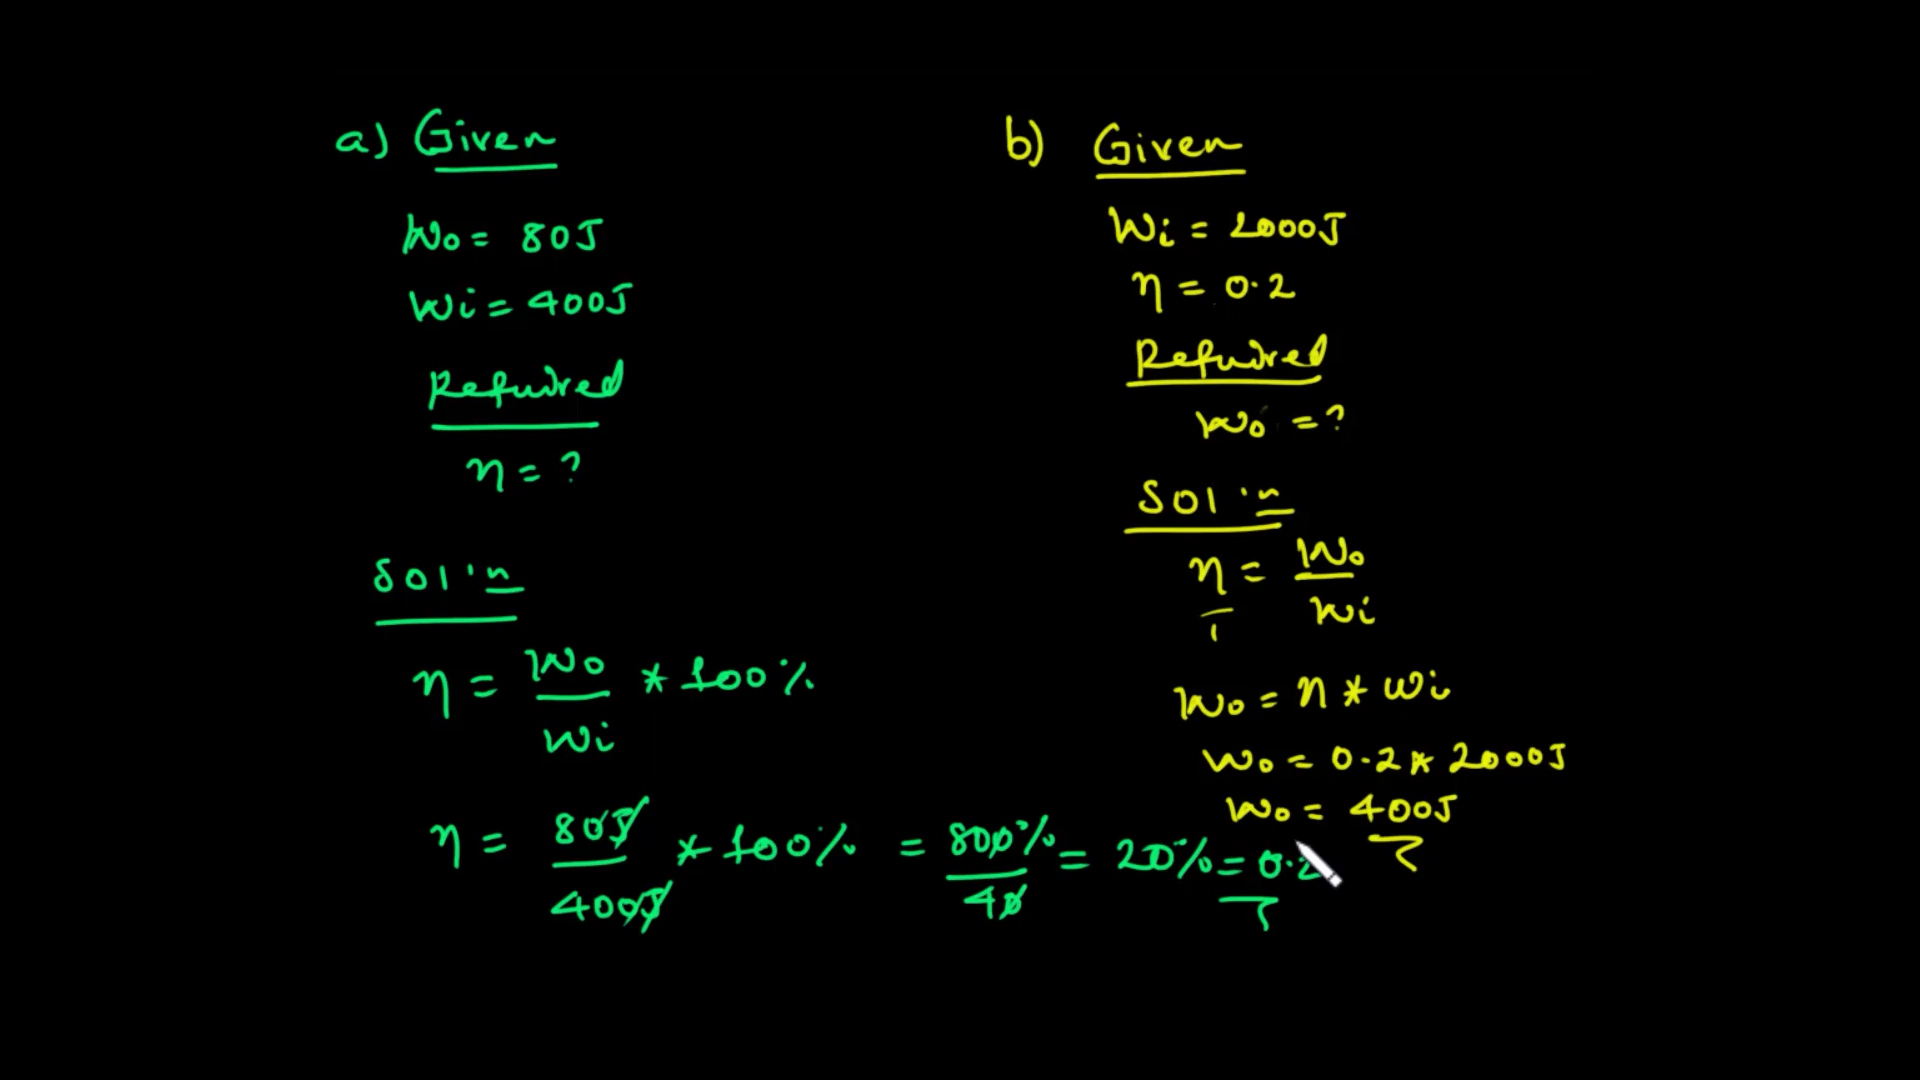 a) Given
Wo = 80J
Wi = 400J
Required
η = ?
Sol'n
η = Wo/Wi * 100%
η = 80J/400J * 100% = 800%/40 = 20% = 0.2
b) Given
Wi = 2000J
η = 0.2
Required
Wo = ?
Sol'n
η/1 = Wo/Wi
Wo = η * Wi
Wo = 0.2 * 2000J
Wo = 400J